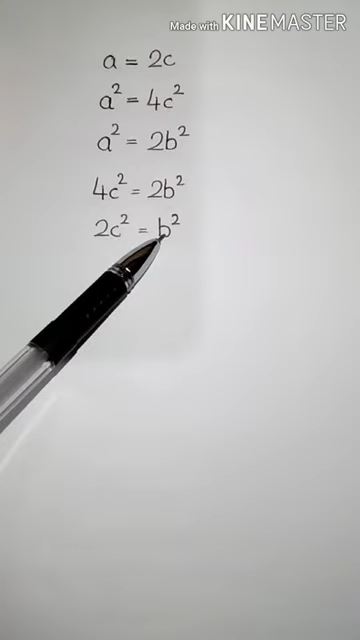 Made with KINEMASTER
a = 2c
a² = 4c²
a² = 2b²
4c² = 2b²
2c² = b²